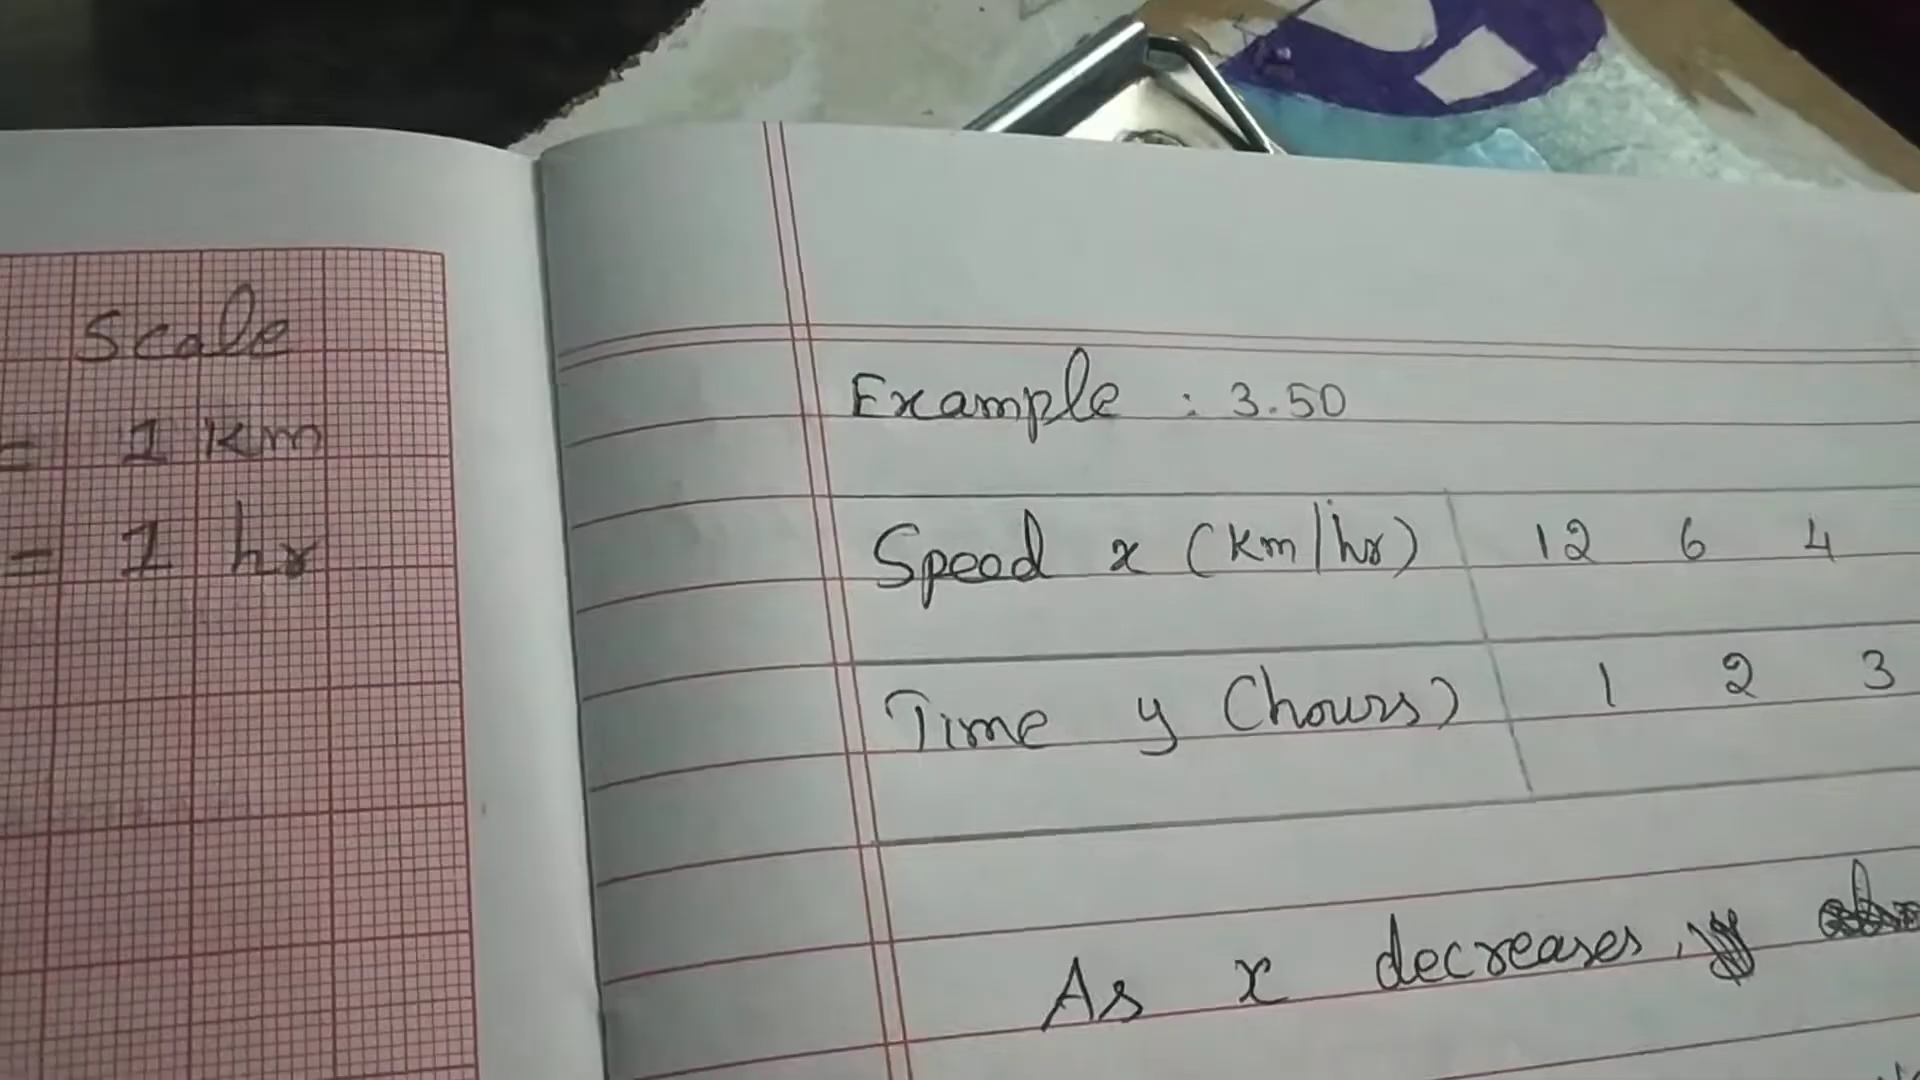 Scale
= 1 Km
= 1 hr
Example : 3.50
Speed x (Km/hr) 12 6 4
Time y (hours) 1 2 3
As x decreases, y